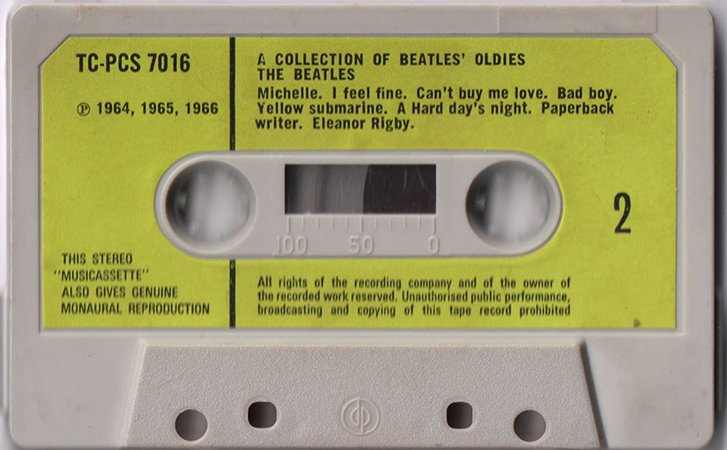 TC-PCS 7016
℗ 1964, 1965, 1966
A COLLECTION OF BEATLES' OLDIES
THE BEATLES
Michelle. I feel fine. Can't buy me love. Bad boy.
Yellow submarine. A Hard day's night. Paperback
writer. Eleanor Rigby.
2
100 50 0
THIS STEREO
"MUSICASSETTE"
ALSO GIVES GENUINE
MONAURAL REPRODUCTION
All rights of the recording company and of the owner of
the recorded work reserved. Unauthorised public performance,
broadcasting and copying of this tape record prohibited